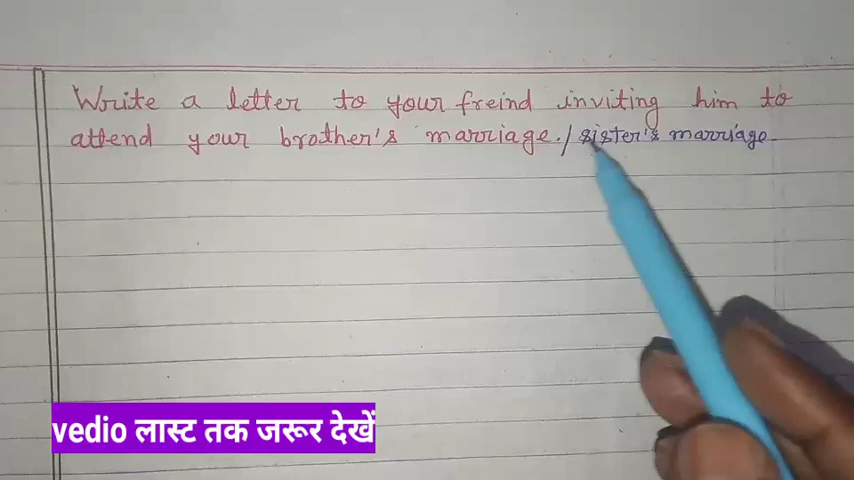 Write a letter to your freind inviting him to
attend your brother's marriage./sister's marriage
vedio लास्ट तक जरूर देखें